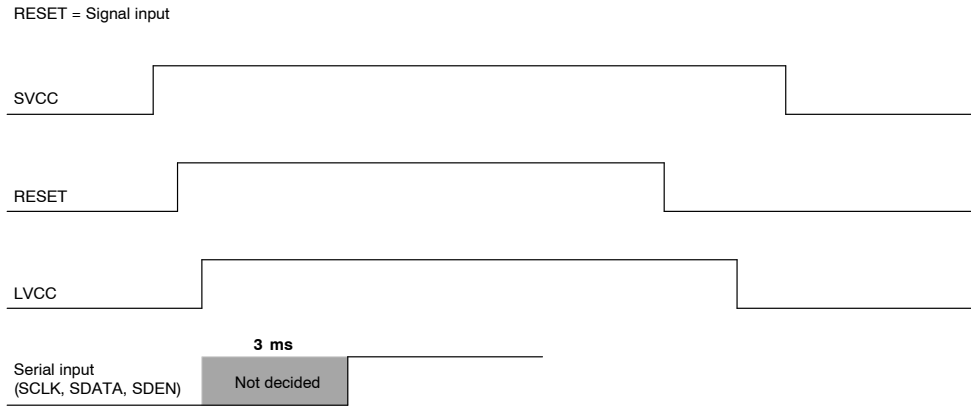 RESET = Signal input
SVCC
RESET
LVCC
3 ms
Serial input
(SCLK, SDATA, SDEN)
Not decided